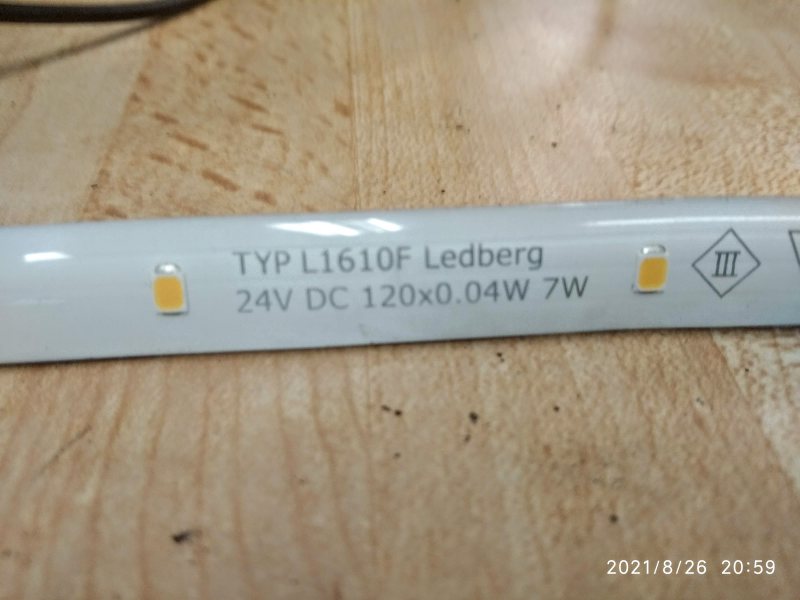 TYP L1610F Ledberg
24V DC 120x0.04W 7W
III
2021/8/26 20:59